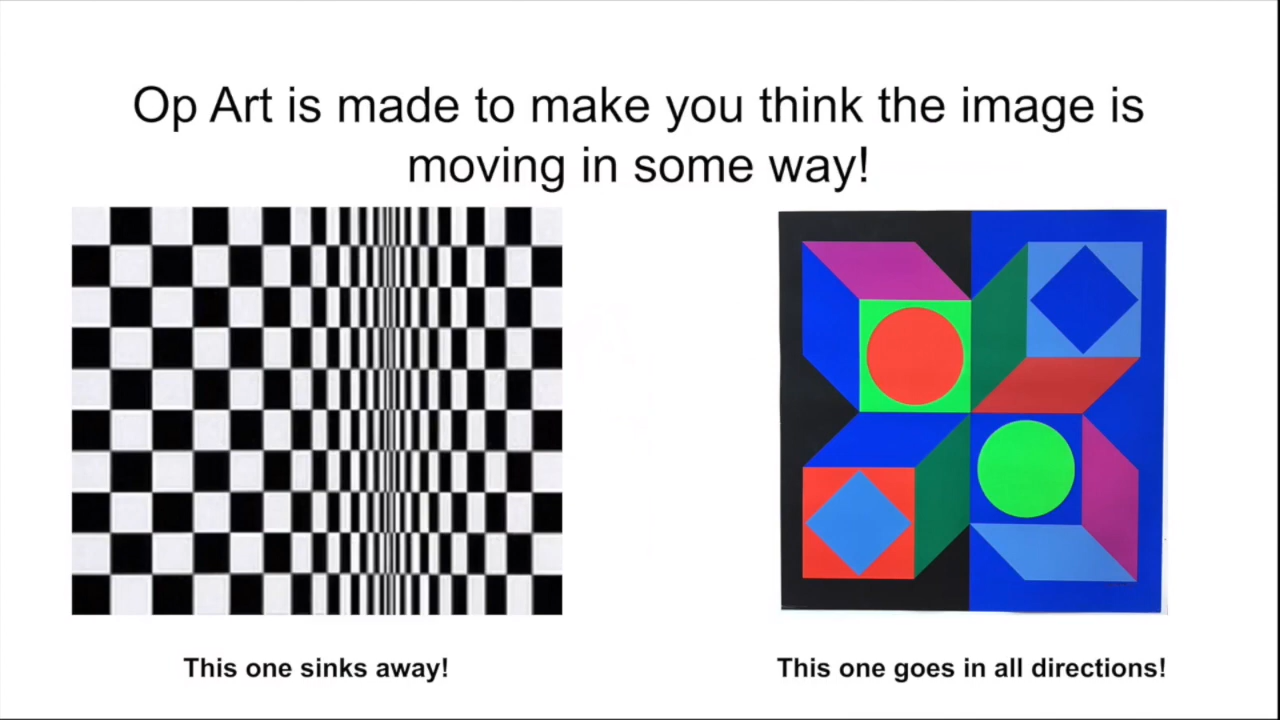 Op Art is made to make you think the image is
moving in some way!
This one sinks away!
This one goes in all directions!